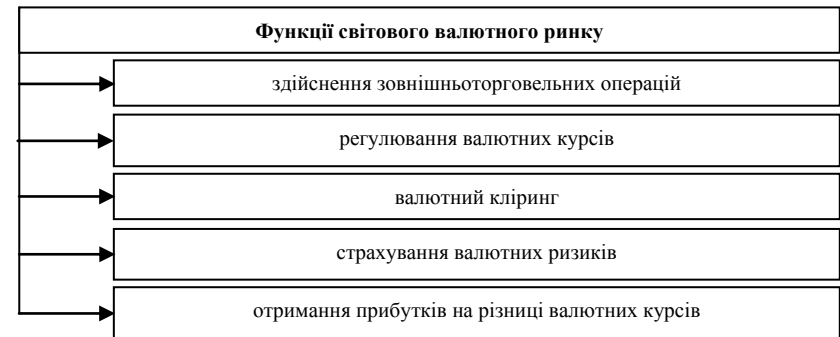 Функції світового валютного ринку
здійснення зовнішньоторговельних операцій
регулювання валютних курсів
валютний кліринг
страхування валютних ризиків
отримання прибутків на різниці валютних курсів